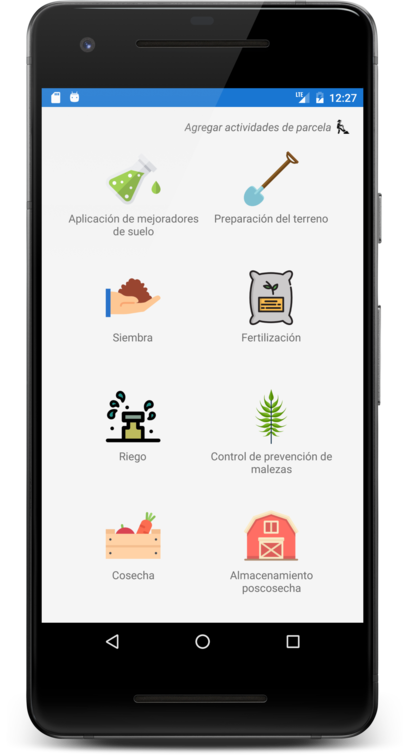 LTE 12:27
Agregar actividades de parcela
Aplicación de mejoradores
de suelo
Preparación del terreno
Siembra
Fertilización
Riego
Control de prevención de
malezas
Cosecha
Almacenamiento
poscosecha